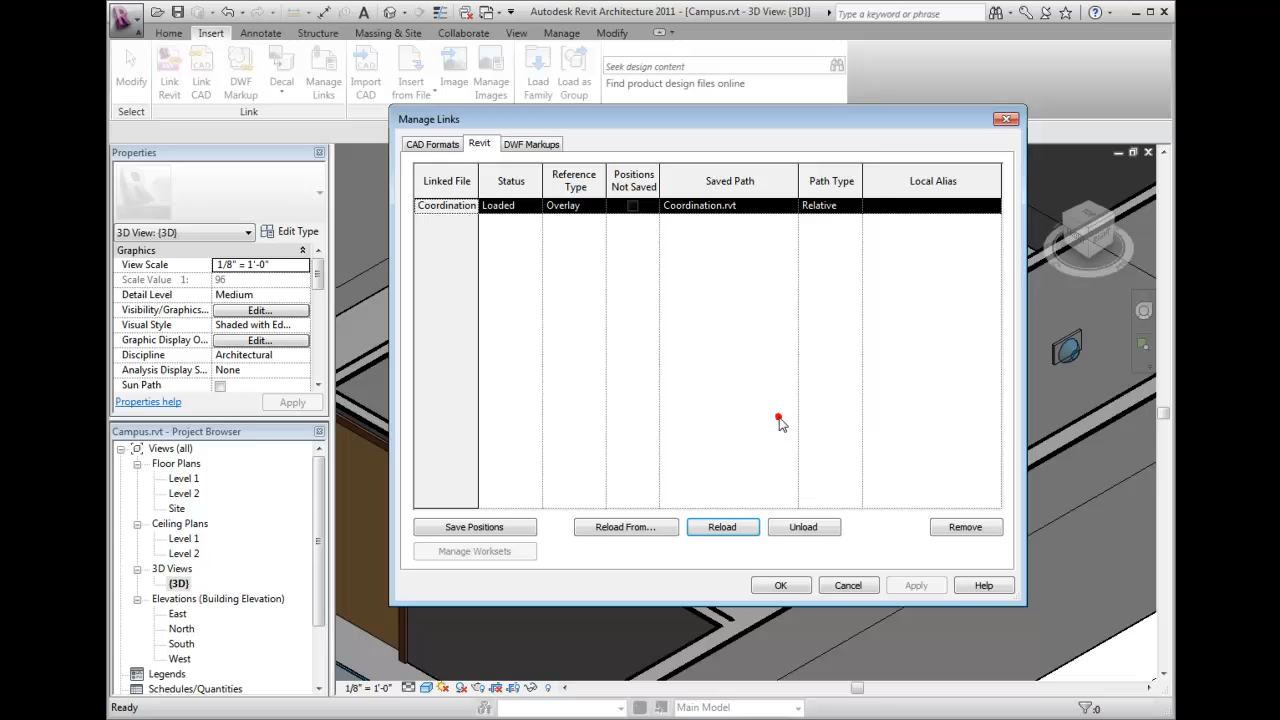 Autodesk Revit Architecture 2011 - [Campus.rvt - 3D View: {3D}]
Type a keyword or phrase
Home Insert Annotate Structure Massing & Site Collaborate View Manage Modify
Modify
Link Revit
Link CAD
DWF Markup
Decal
Manage Links
Import CAD
Insert from File
Image
Manage Images
Load Family
Load as Group
Seek design content
Find product design files online
Select
Link
Manage Links
CAD Formats Revit DWF Markups
Linked File
Status
Reference Type
Positions Not Saved
Saved Path
Path Type
Local Alias
Coordination Loaded Overlay Coordination.rvt Relative
Save Positions Reload From... Reload Unload Remove
Manage Worksets
OK Cancel Apply Help
Properties
3D View: {3D} Edit Type
Graphics
View Scale 1/8" = 1'-0"
Scale Value 1: 96
Detail Level Medium
Visibility/Graphics... Edit...
Visual Style Shaded with Ed...
Graphic Display O... Edit...
Discipline Architectural
Analysis Display S... None
Sun Path
Properties help Apply
Campus.rvt - Project Browser
Views (all)
Floor Plans
Level 1
Level 2
Site
Ceiling Plans
Level 1
Level 2
3D Views
{3D}
Elevations (Building Elevation)
East
North
South
West
Legends
Schedules/Quantities
1/8" = 1'-0"
Ready
Main Model
:0